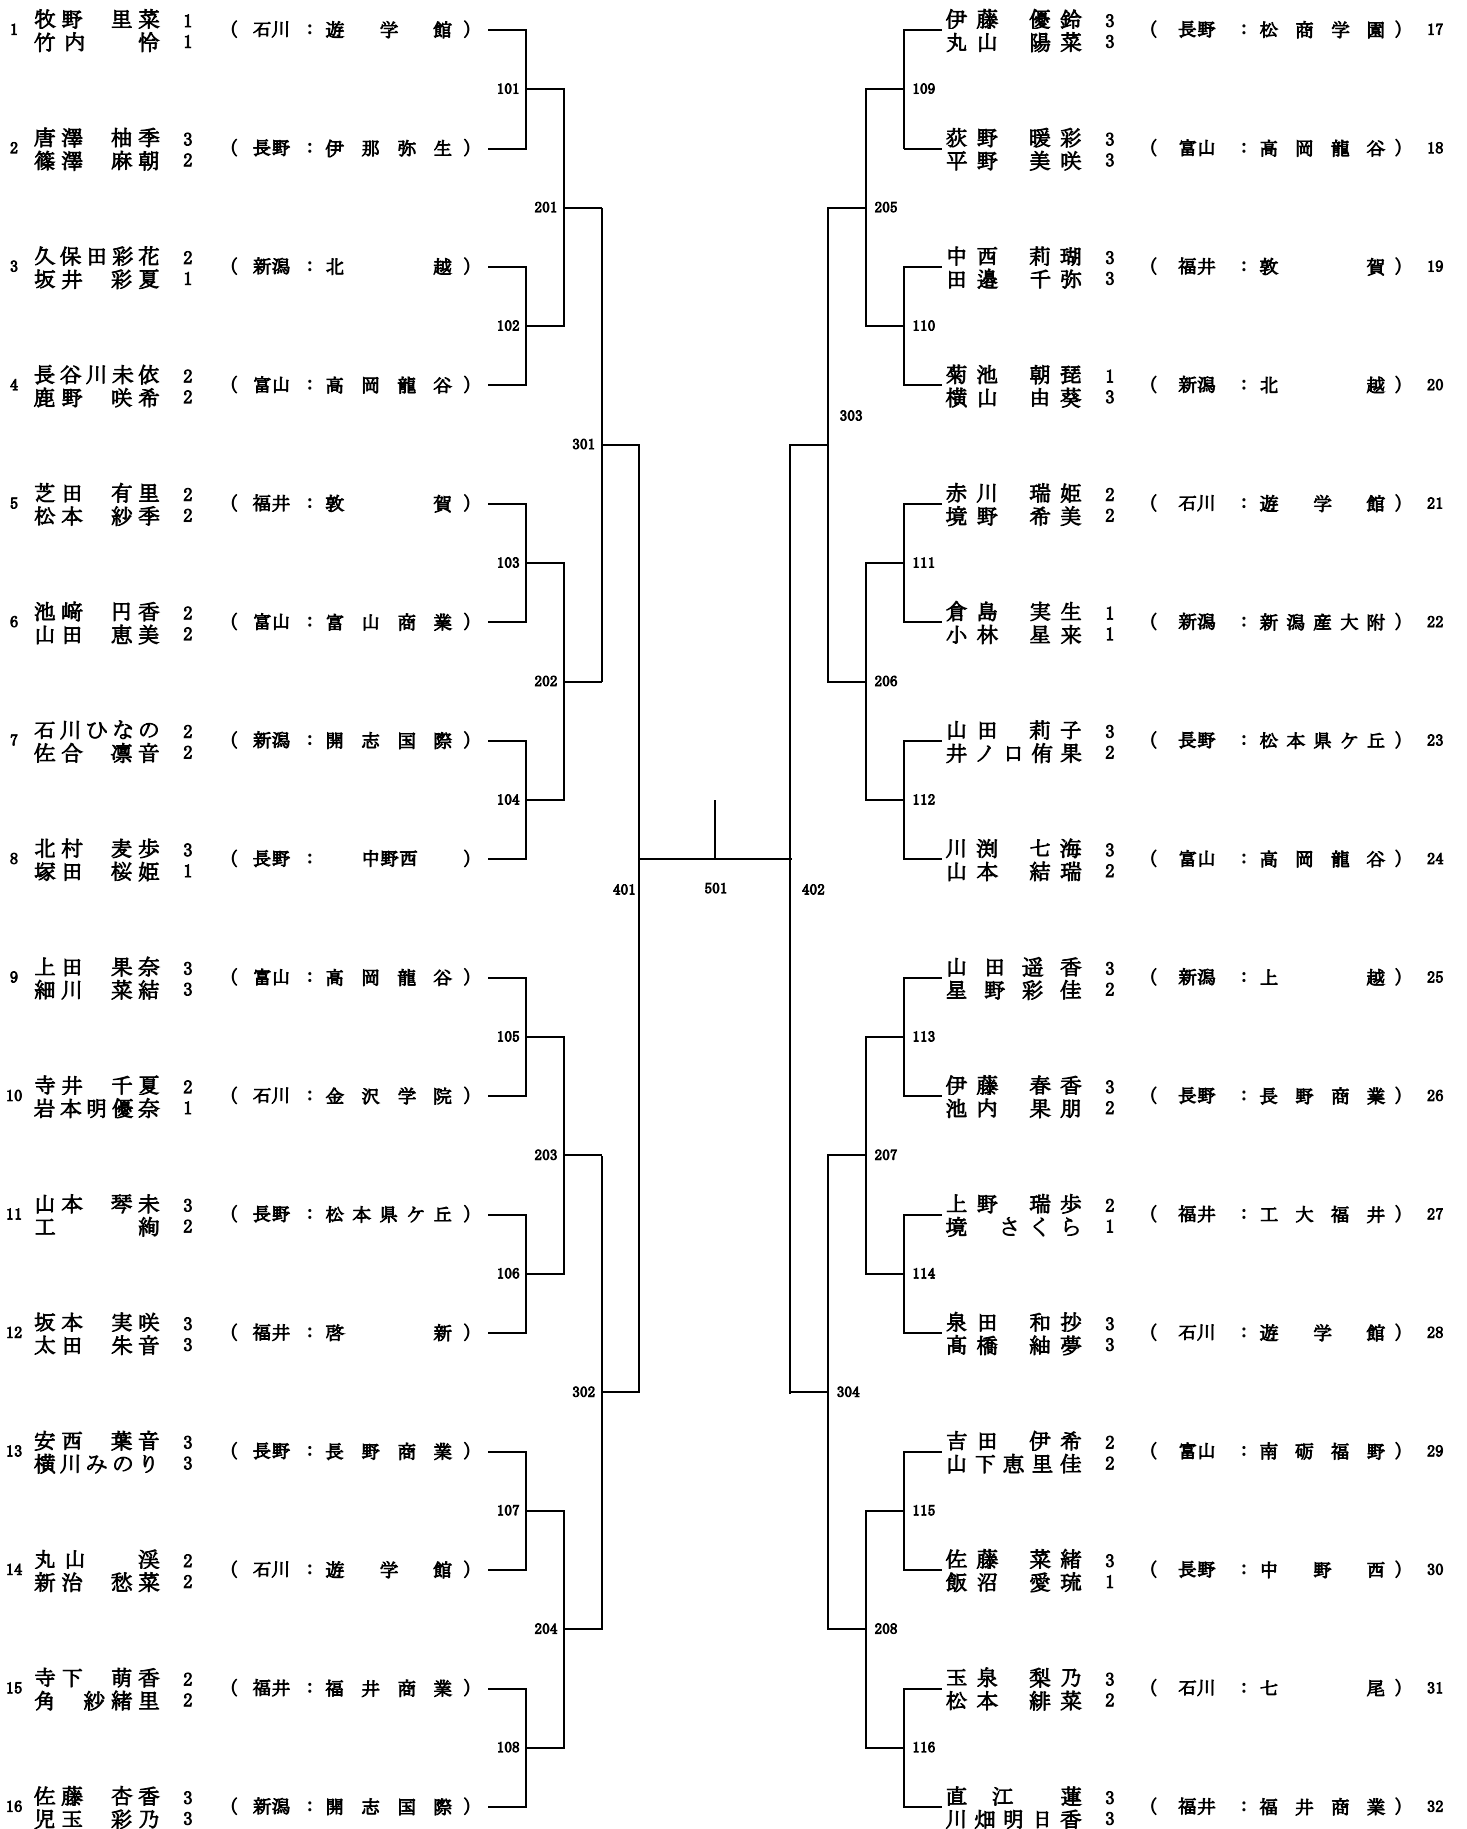 1 牧野 里菜 1 ( 石川 : 遊学館 )
竹内 怜 1
101
2 唐澤 柚季 3 ( 長野 : 伊那弥生 )
篠澤 麻朝 2
201
3 久保田彩花 2 ( 新潟 : 北越 )
坂井 彩夏 1
102
4 長谷川未依 2 ( 富山 : 高岡龍谷 )
鹿野 咲希 2
301
5 芝田 有里 2 ( 福井 : 敦賀 )
松本 紗季 2
103
6 池﨑 円香 2 ( 富山 : 富山商業 )
山田 恵美 2
202
7 石川ひなの 2 ( 新潟 : 開志国際 )
佐合 凛音 2
104
8 北村 麦歩 3 ( 長野 : 中野西 )
塚田 桜姫 1
401
9 上田 果奈 3 ( 富山 : 高岡龍谷 )
細川 菜結 3
105
10 寺井 千夏 2 ( 石川 : 金沢学院 )
岩本明優奈 1
203
11 山本 琴未 3 ( 長野 : 松本県ケ丘 )
工 絢 2
106
12 坂本 実咲 3 ( 福井 : 啓新 )
太田 朱音 3
302
13 安西 葉音 3 ( 長野 : 長野商業 )
横川みのり 3
107
14 丸山 渓 2 ( 石川 : 遊学館 )
新治 愁菜 2
204
15 寺下 萌香 2 ( 福井 : 福井商業 )
角 紗緒里 2
108
16 佐藤 杏香 3 ( 新潟 : 開志国際 )
児玉 彩乃 3
501
伊藤 優鈴 3 ( 長野 : 松商学園 ) 17
丸山 陽菜 3
109
荻野 暖彩 3 ( 富山 : 高岡龍谷 ) 18
平野 美咲 3
205
中西 莉瑚 3 ( 福井 : 敦賀 ) 19
田邉 千弥 3
110
菊池 朝琵 1 ( 新潟 : 北越 ) 20
横山 由葵 3
303
赤川 瑞姫 2 ( 石川 : 遊学館 ) 21
境野 希美 2
111
倉島 実生 1 ( 新潟 : 新潟産大附 ) 22
小林 星来 1
206
山田 莉子 3 ( 長野 : 松本県ケ丘 ) 23
井ノ口侑果 2
112
川渕 七海 3 ( 富山 : 高岡龍谷 ) 24
山本 結瑞 2
402
山田遥香 3 ( 新潟 : 上越 ) 25
星野彩佳 2
113
伊藤 春香 3 ( 長野 : 長野商業 ) 26
池内 果朋 2
207
上野 瑞歩 2 ( 福井 : 工大福井 ) 27
境 さくら 1
114
泉田 和抄 3 ( 石川 : 遊学館 ) 28
髙橋 紬夢 3
304
吉田 伊希 2 ( 富山 : 南砺福野 ) 29
山下恵里佳 2
115
佐藤 菜緒 3 ( 長野 : 中野西 ) 30
飯沼 愛琉 1
208
玉泉 梨乃 3 ( 石川 : 七尾 ) 31
松本 緋菜 2
116
直江 蓮 3 ( 福井 : 福井商業 ) 32
川畑明日香 3